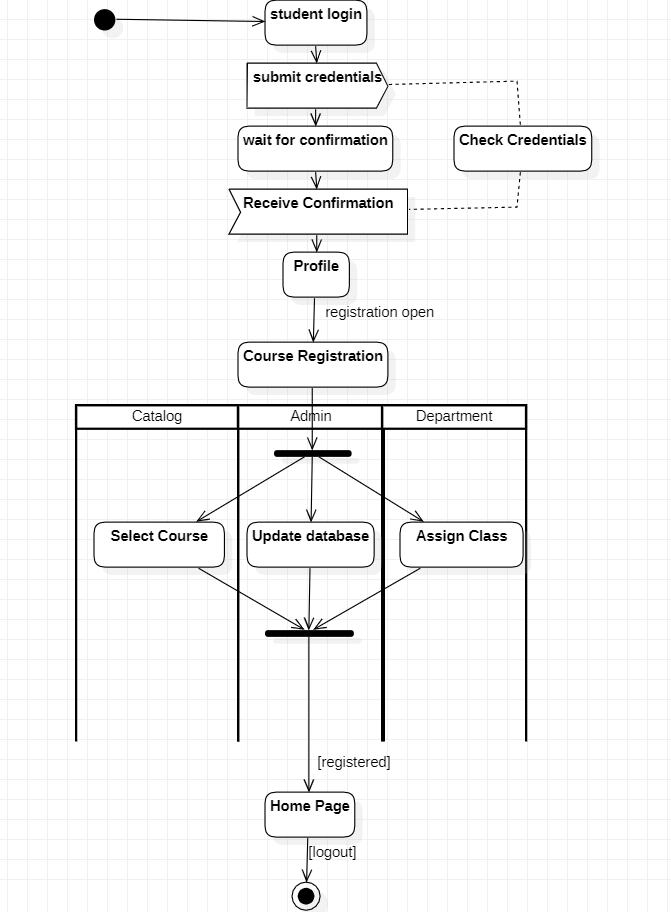 student login
submit credentials
wait for confirmation
Check Credentials
Receive Confirmation
Profile
registration open
Course Registration
Catalog
Admin
Department
Select Course
Update database
Assign Class
[registered]
Home Page
[logout]